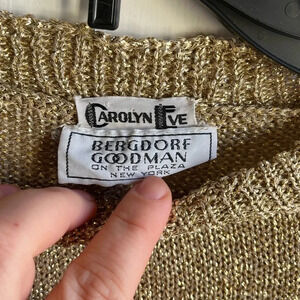 CAROLYN EVE
BERGDORF
GOODMAN
ON THE PLAZA
NEW YORK